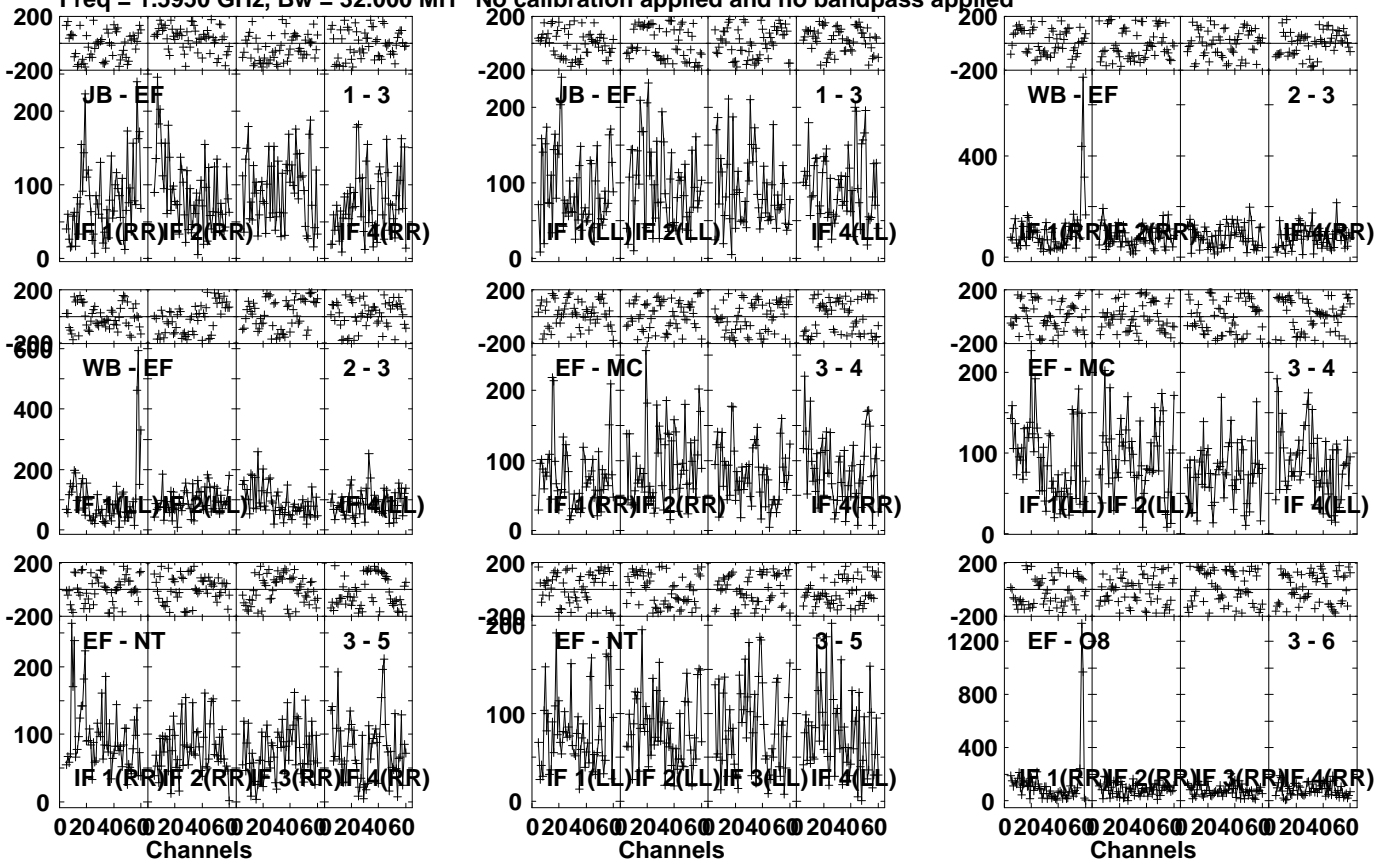 Freq = 1.5950 GHz, Bw = 32.000 MH No calibration applied and no bandpass applied
200
-200
JB - EF 1 - 3
200
100
0
IF 1(RR) IF 2(RR) IF 4(RR)
200
-200
JB - EF 1 - 3
200
100
0
IF 1(LL) IF 2(LL) IF 4(LL)
200
-200
WB - EF 2 - 3
400
0
IF 1(RR) IF 2(RR) IF 4(RR)
200
-200
600
WB - EF 2 - 3
400
200
0
IF 1(LL) IF 2(LL) IF 4(LL)
200
-200
EF - MC 3 - 4
200
100
0
IF 1(RR) IF 2(RR) IF 4(RR)
200
-200
EF - MC 3 - 4
200
100
0
IF 1(LL) IF 2(LL) IF 4(LL)
200
-200
EF - NT 3 - 5
200
100
0
IF 1(RR) IF 2(RR) IF 3(RR) IF 4(RR)
0 20 40 60 0 20 40 60 0 20 40 60 0 20 40 60
Channels
200
-200
200
EF - NT 3 - 5
100
0
IF 1(LL) IF 2(LL) IF 3(LL) IF 4(LL)
0 20 40 60 0 20 40 60 0 20 40 60 0 20 40 60
Channels
200
-200
1200
EF - O8 3 - 6
800
400
0
IF 1(RR) IF 2(RR) IF 3(RR) IF 4(RR)
0 20 40 60 0 20 40 60 0 20 40 60 0 20 40 60
Channels